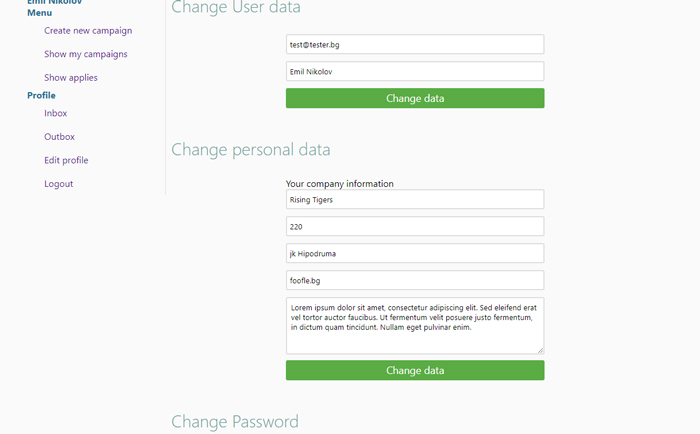 Emil Nikolov
Menu
Create new campaign
Show my campaigns
Show applies
Profile
Inbox
Outbox
Edit profile
Logout
Change User data
test@tester.bg
Emil Nikolov
Change data
Change personal data
Your company information
Rising Tigers
220
jk Hipodruma
foofle.bg
Lorem ipsum dolor sit amet, consectetur adipiscing elit. Sed eleifend erat
vel tortor auctor faucibus. Ut fermentum velit posuere justo fermentum,
in dictum quam tincidunt. Nullam eget pulvinar enim.
Change data
Change Password